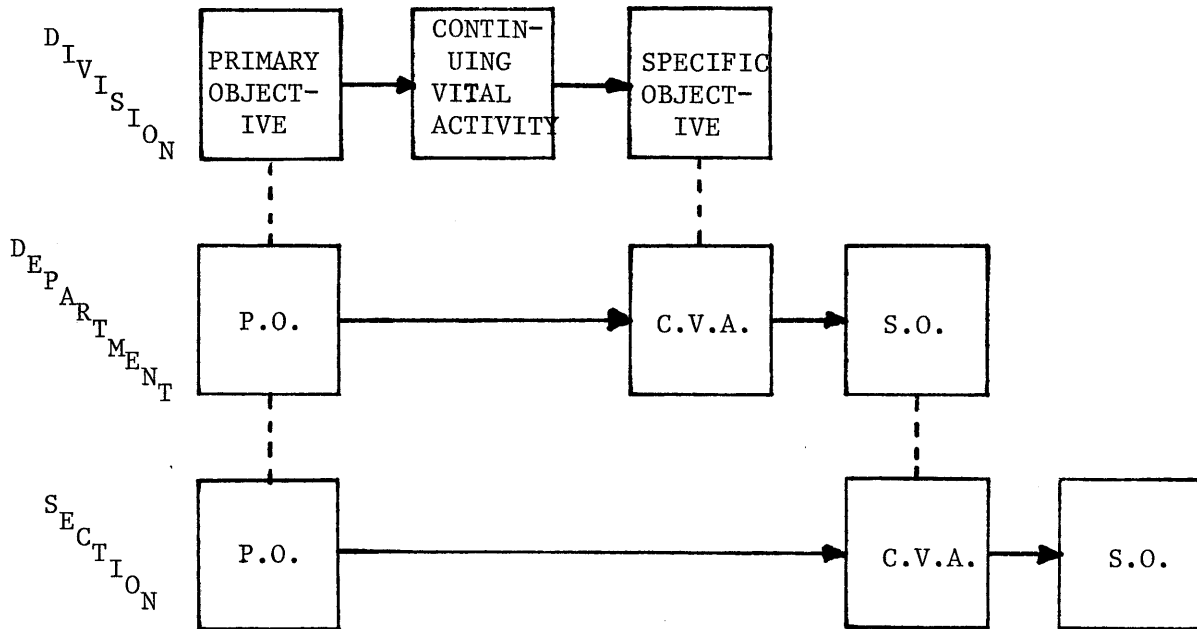 DIVISION
PRIMARY
OBJECT-
IVE
CONTIN-
UING
VITAL
ACTIVITY
SPECIFIC
OBJECT-
IVE
DEPARTMENT
P.O.
C.V.A.
S.O.
SECTION
P.O.
C.V.A.
S.O.